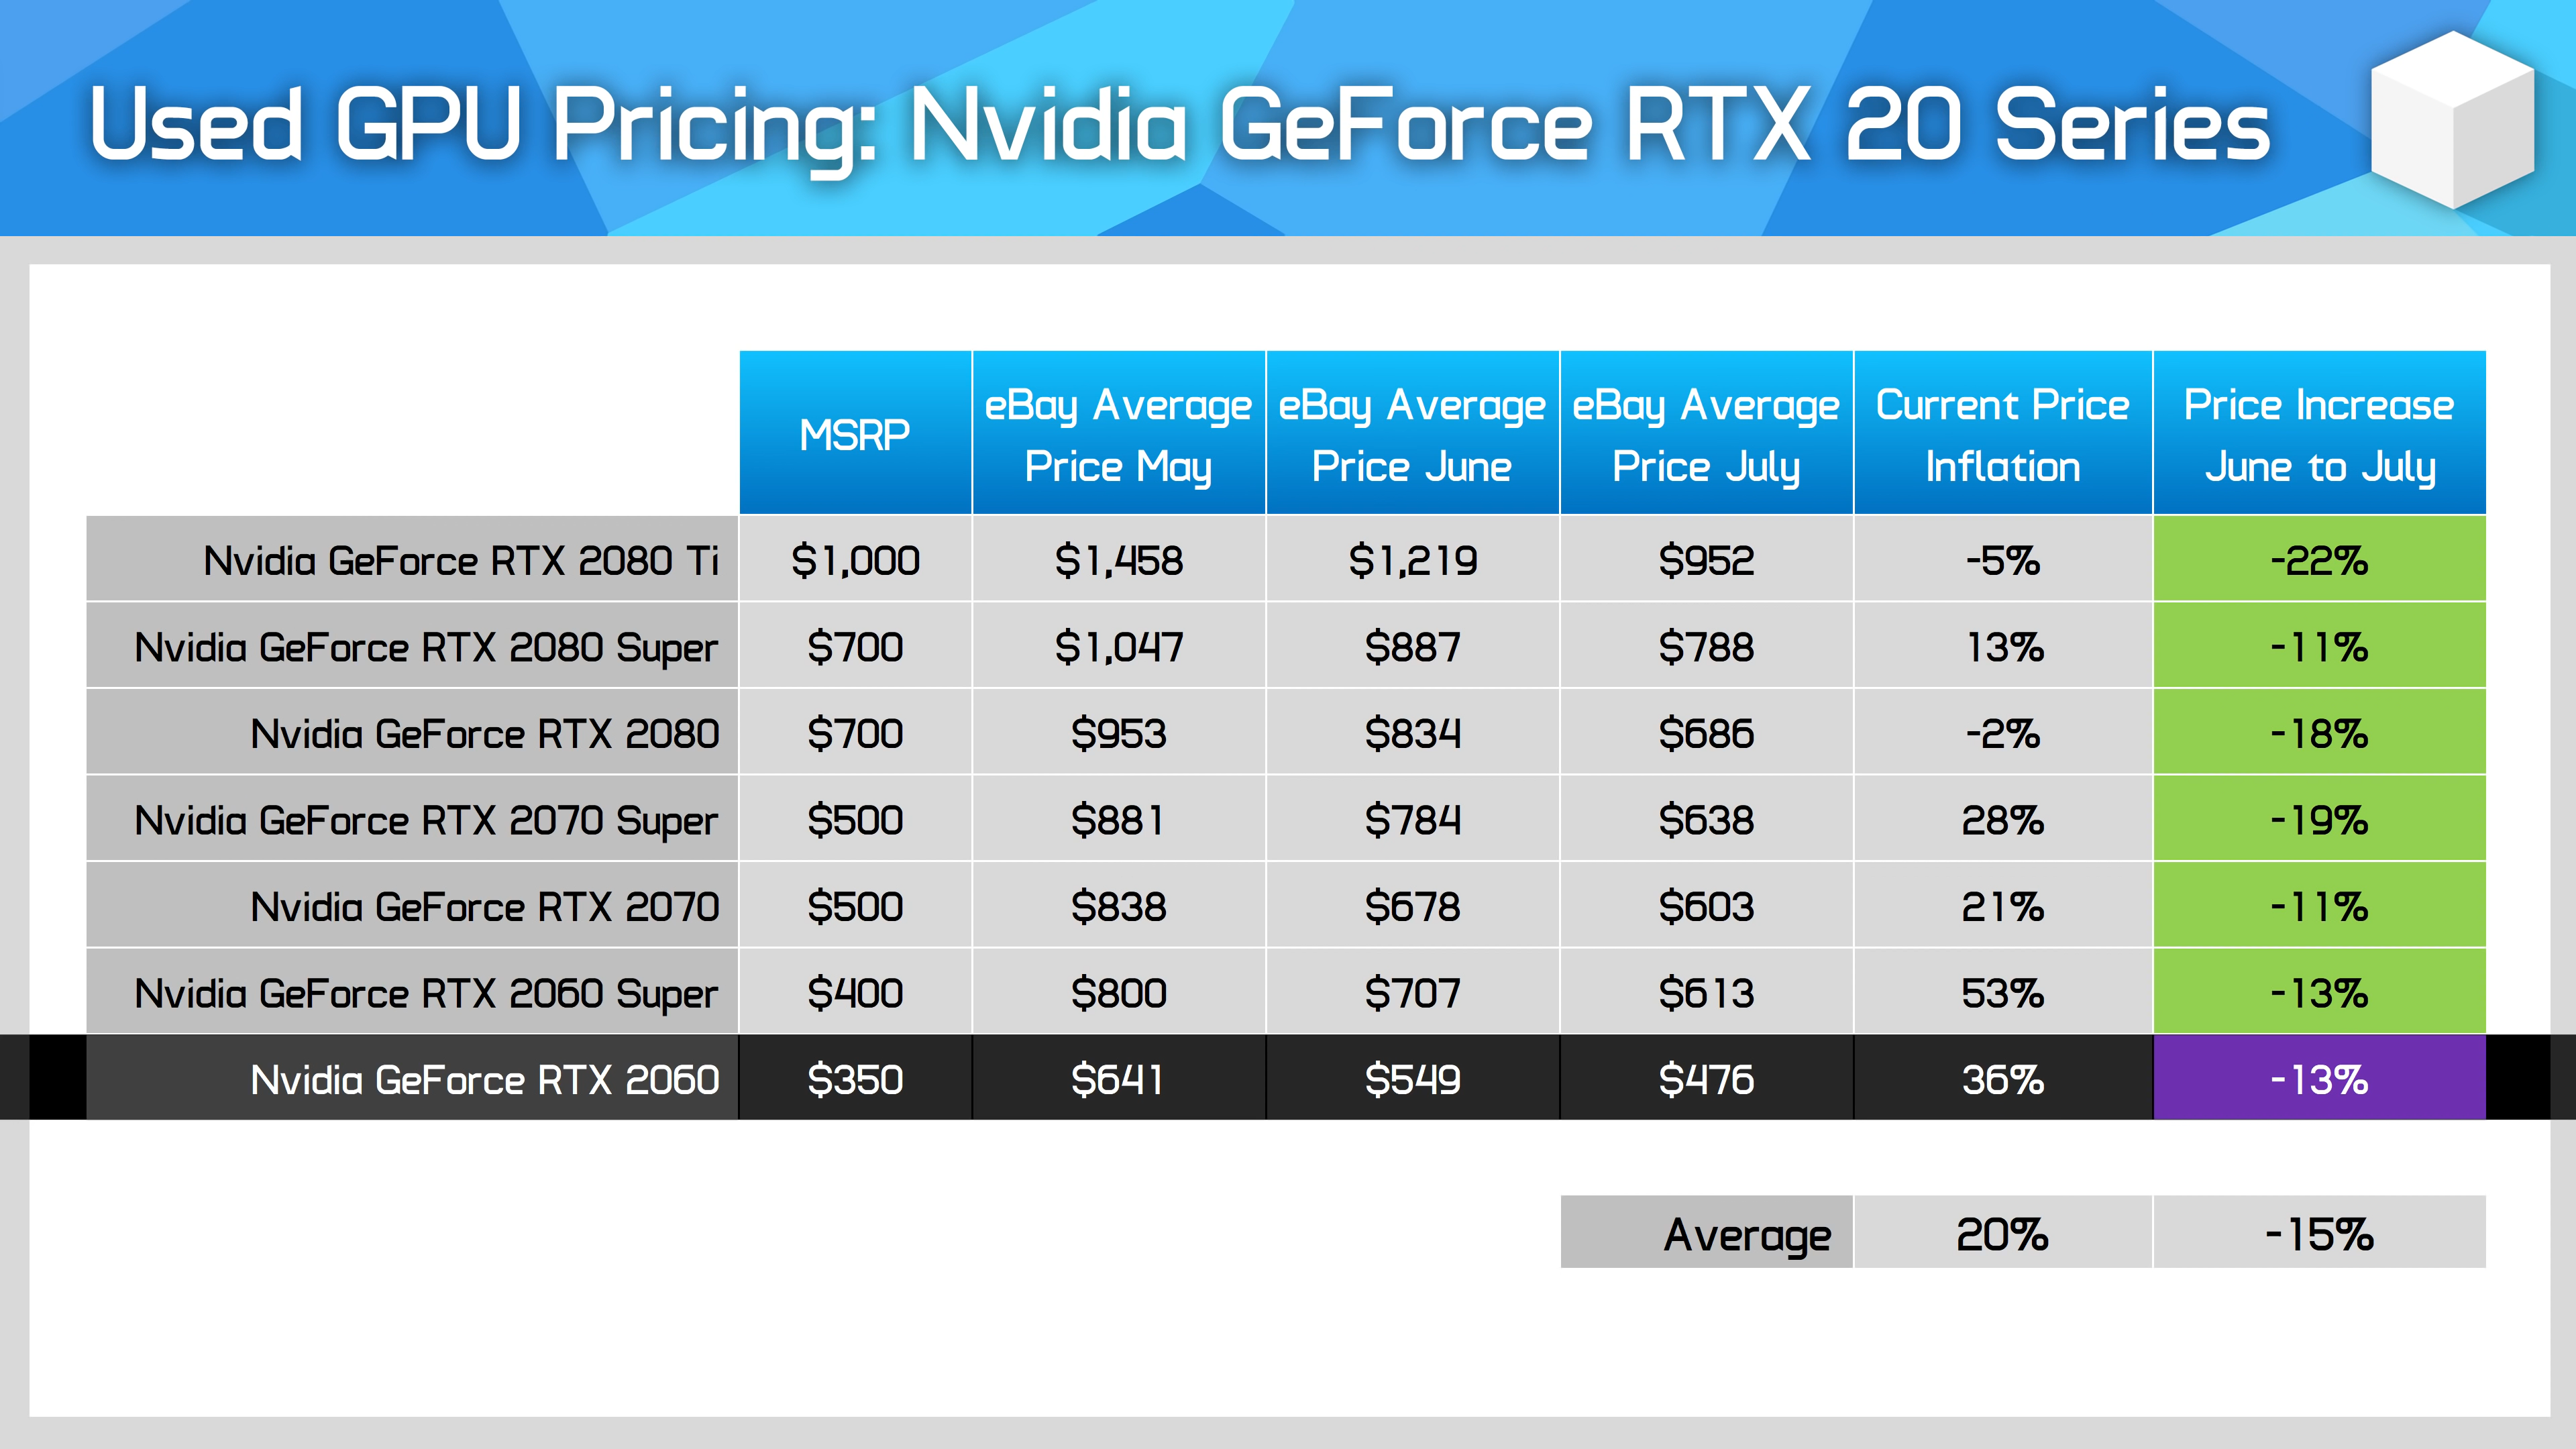 Used GPU Pricing: Nvidia GeForce RTX 20 Series
MSRP
eBay Average
Price May
eBay Average
Price June
eBay Average
Price July
Current Price
Inflation
Price Increase
June to July
Nvidia GeForce RTX 2080 Ti $1,000 $1,458 $1,219 $952 -5% -22%
Nvidia GeForce RTX 2080 Super $700 $1,047 $887 $788 13% -11%
Nvidia GeForce RTX 2080 $700 $953 $834 $686 -2% -18%
Nvidia GeForce RTX 2070 Super $500 $881 $784 $638 28% -19%
Nvidia GeForce RTX 2070 $500 $838 $678 $603 21% -11%
Nvidia GeForce RTX 2060 Super $400 $800 $707 $613 53% -13%
Nvidia GeForce RTX 2060 $350 $641 $549 $476 36% -13%
Average 20% -15%